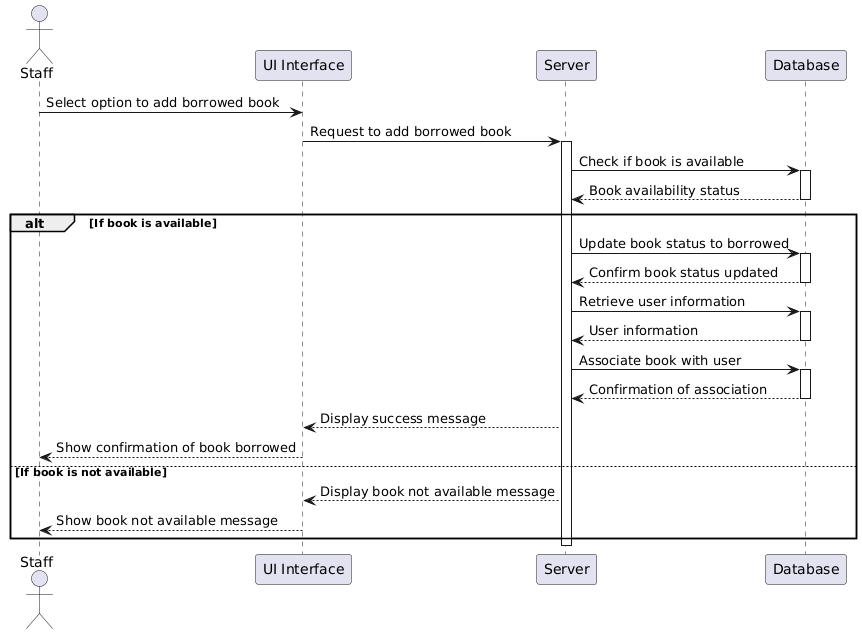 Staff
UI Interface
Server
Database
Select option to add borrowed book
Request to add borrowed book
Check if book is available
Book availability status
alt [If book is available]
Update book status to borrowed
Confirm book status updated
Retrieve user information
User information
Associate book with user
Confirmation of association
Display success message
Show confirmation of book borrowed
[If book is not available]
Display book not available message
Show book not available message
Staff
UI Interface
Server
Database